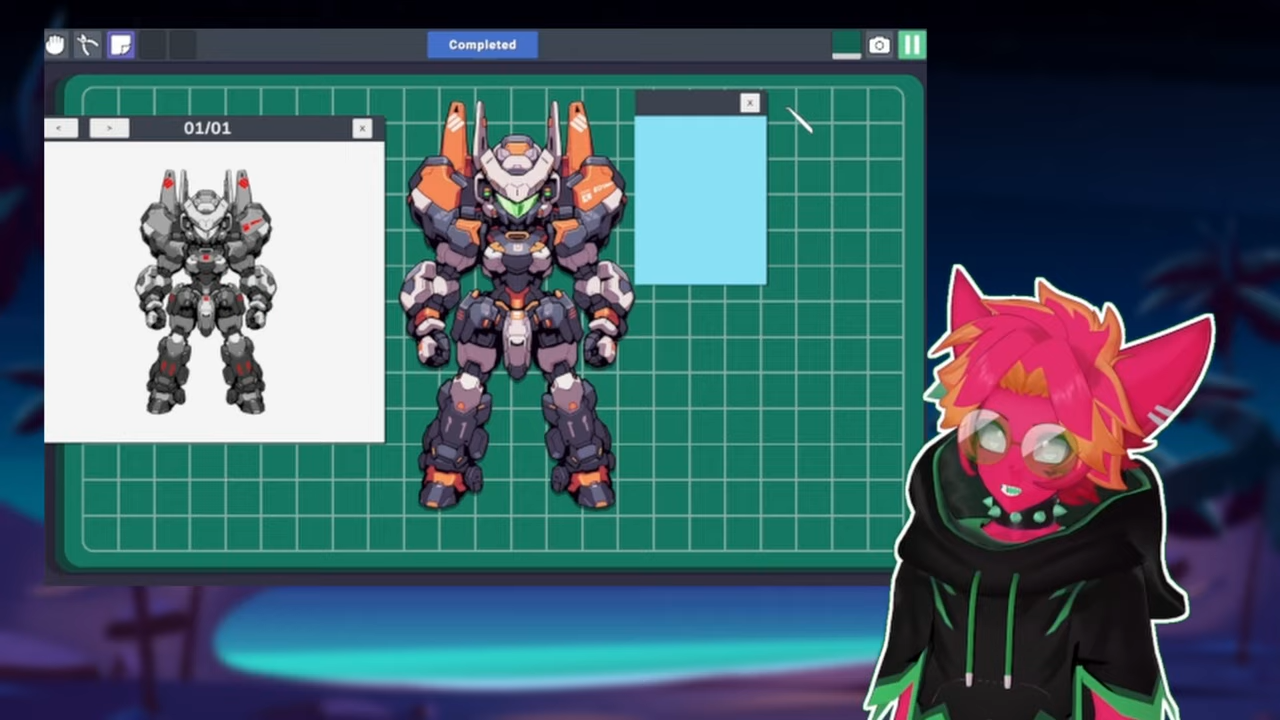 Completed
< > 01/01 x
x